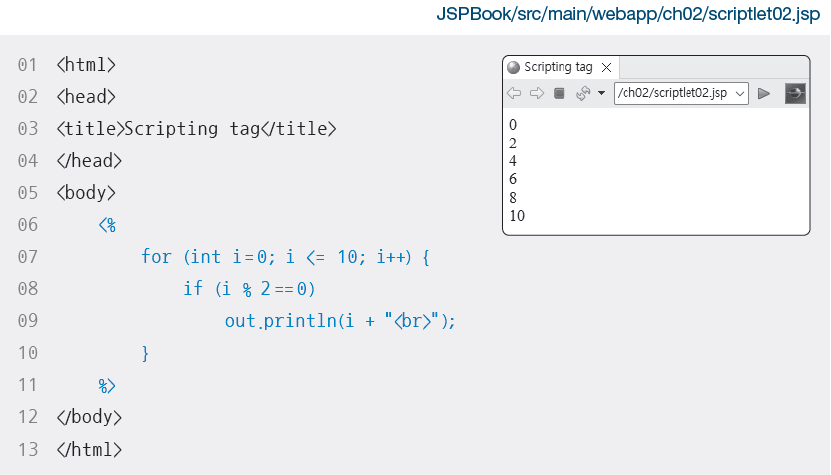 JSPBook/src/main/webapp/ch02/scriptlet02.jsp
01 <html>
02 <head>
03 <title>Scripting tag</title>
04 </head>
05 <body>
06     <%
07         for (int i=0; i <= 10; i++) {
08             if (i % 2==0)
09                 out.println(i + "<br>");
10         }
11     %>
12 </body>
13 </html>
Scripting tag
/ch02/scriptlet02.jsp
0
2
4
6
8
10